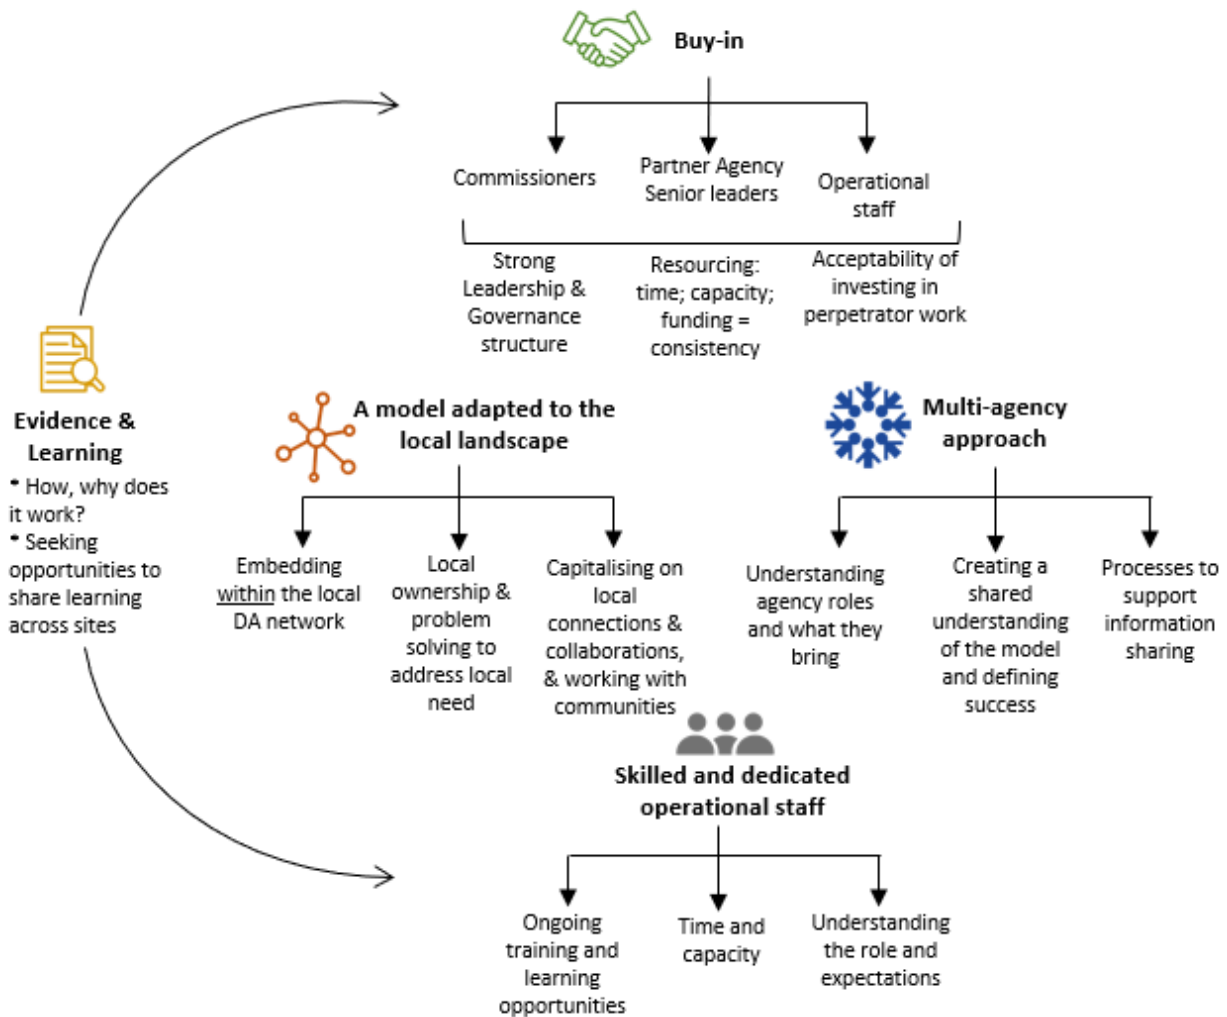 Buy-in
Commissioners
Partner Agency
Senior leaders
Operational
staff
Strong
Leadership &
Governance
structure
Resourcing:
time; capacity;
funding =
consistency
Acceptability of
investing in
perpetrator work
Evidence &
Learning
* How, why does
it work?
* Seeking
opportunities to
share learning
across sites
A model adapted to the
local landscape
Embedding
within the local
DA network
Local
ownership &
problem
solving to
address local
need
Capitalising on
local
connections &
collaborations,
& working with
communities
Multi-agency
approach
Understanding
agency roles
and what they
bring
Creating a
shared
understanding
of the model
and defining
success
Processes to
support
information
sharing
Skilled and dedicated
operational staff
Ongoing
training and
learning
opportunities
Time and
capacity
Understanding
the role and
expectations